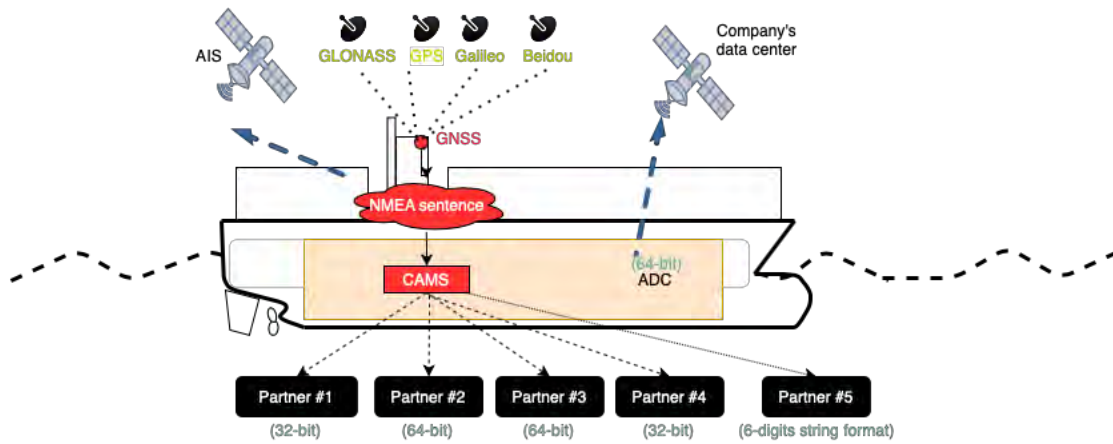 AIS
GLONASS GPS Galileo Beidou
Company's
data center
GNSS
NMEA sentence
CAMS
(64-bit)
ADC
Partner #1 Partner #2 Partner #3 Partner #4 Partner #5
(32-bit) (64-bit) (64-bit) (32-bit) (6-digits string format)